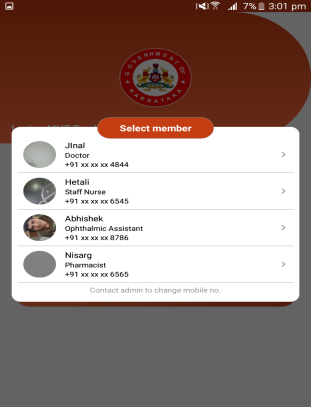 7% 3:01 pm
GOVERNMENT OF
KARNATAKA
Select member
JInal
Doctor
+91 xx xx xx 4844
Hetali
Staff Nurse
+91 xx xx xx 6545
Abhishek
Ophthalmic Assistant
+91 xx xx xx 8786
Nisarg
Pharmacist
+91 xx xx xx 6565
Contact admin to change mobile no.